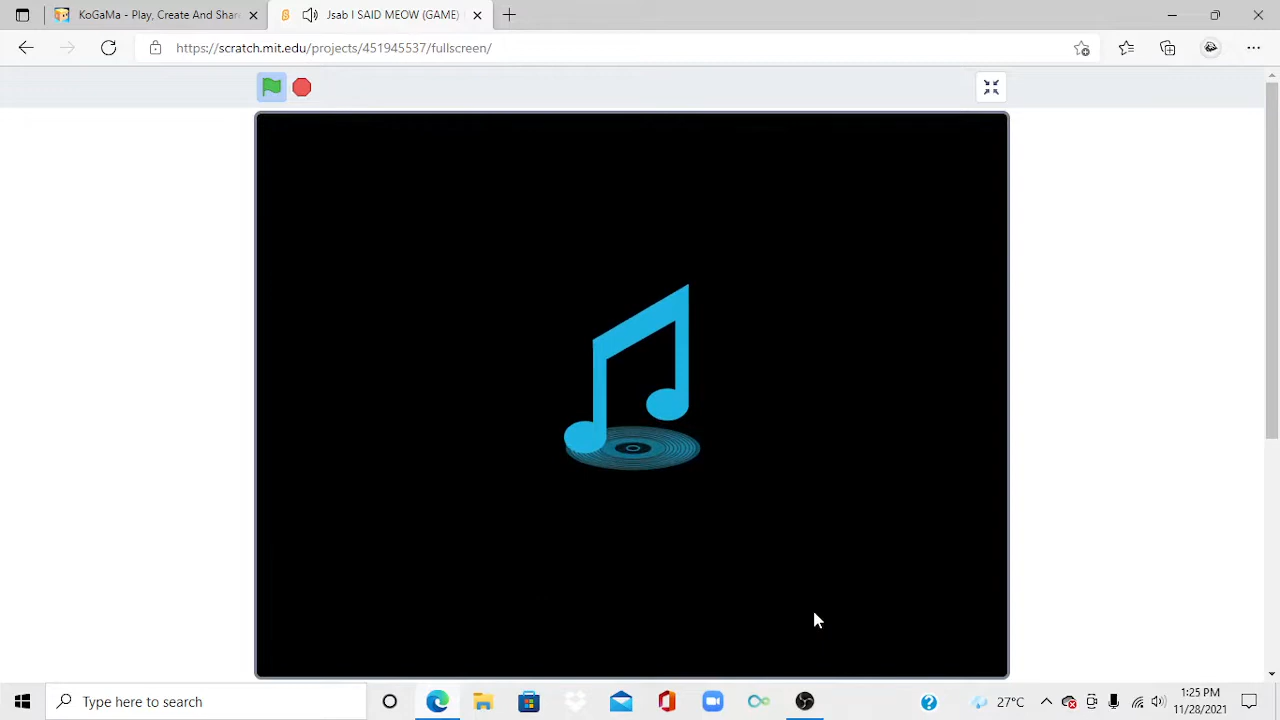 KoGaMa - Play, Create And Share
Jsab I SAID MEOW (GAME)
https://scratch.mit.edu/projects/451945537/fullscreen/
Type here to search
27°C
1:25 PM
11/28/2021